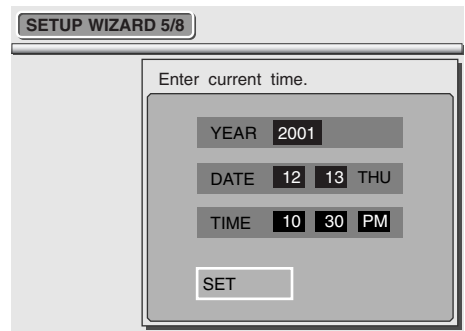 SETUP WIZARD 5/8
Enter current time.
YEAR 2001
DATE 12 13 THU
TIME 10 30 PM
SET